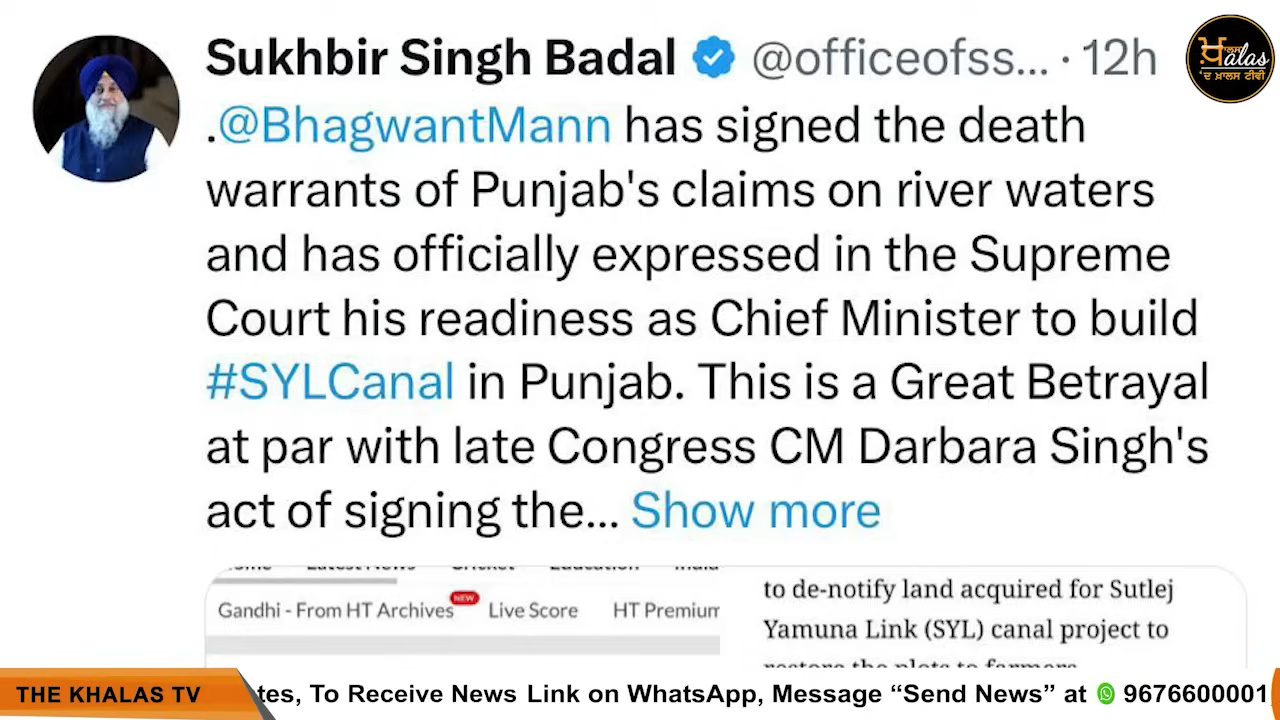 Sukhbir Singh Badal @officeofss... · 12h
ਖ਼ਾਲਸ
alas
'ਦ ਖ਼ਾਲਸ ਟੀਵੀ
.@BhagwantMann has signed the death
warrants of Punjab's claims on river waters
and has officially expressed in the Supreme
Court his readiness as Chief Minister to build
#SYLCanal in Punjab. This is a Great Betrayal
at par with late Congress CM Darbara Singh's
act of signing the... Show more
Latest News Cricket Education India
Gandhi - From HT Archives NEW Live Score HT Premium
to de-notify land acquired for Sutlej
Yamuna Link (SYL) canal project to
restore the plots to farmers
THE KHALAS TV
tes, To Receive News Link on WhatsApp, Message “Send News” at 9676600001